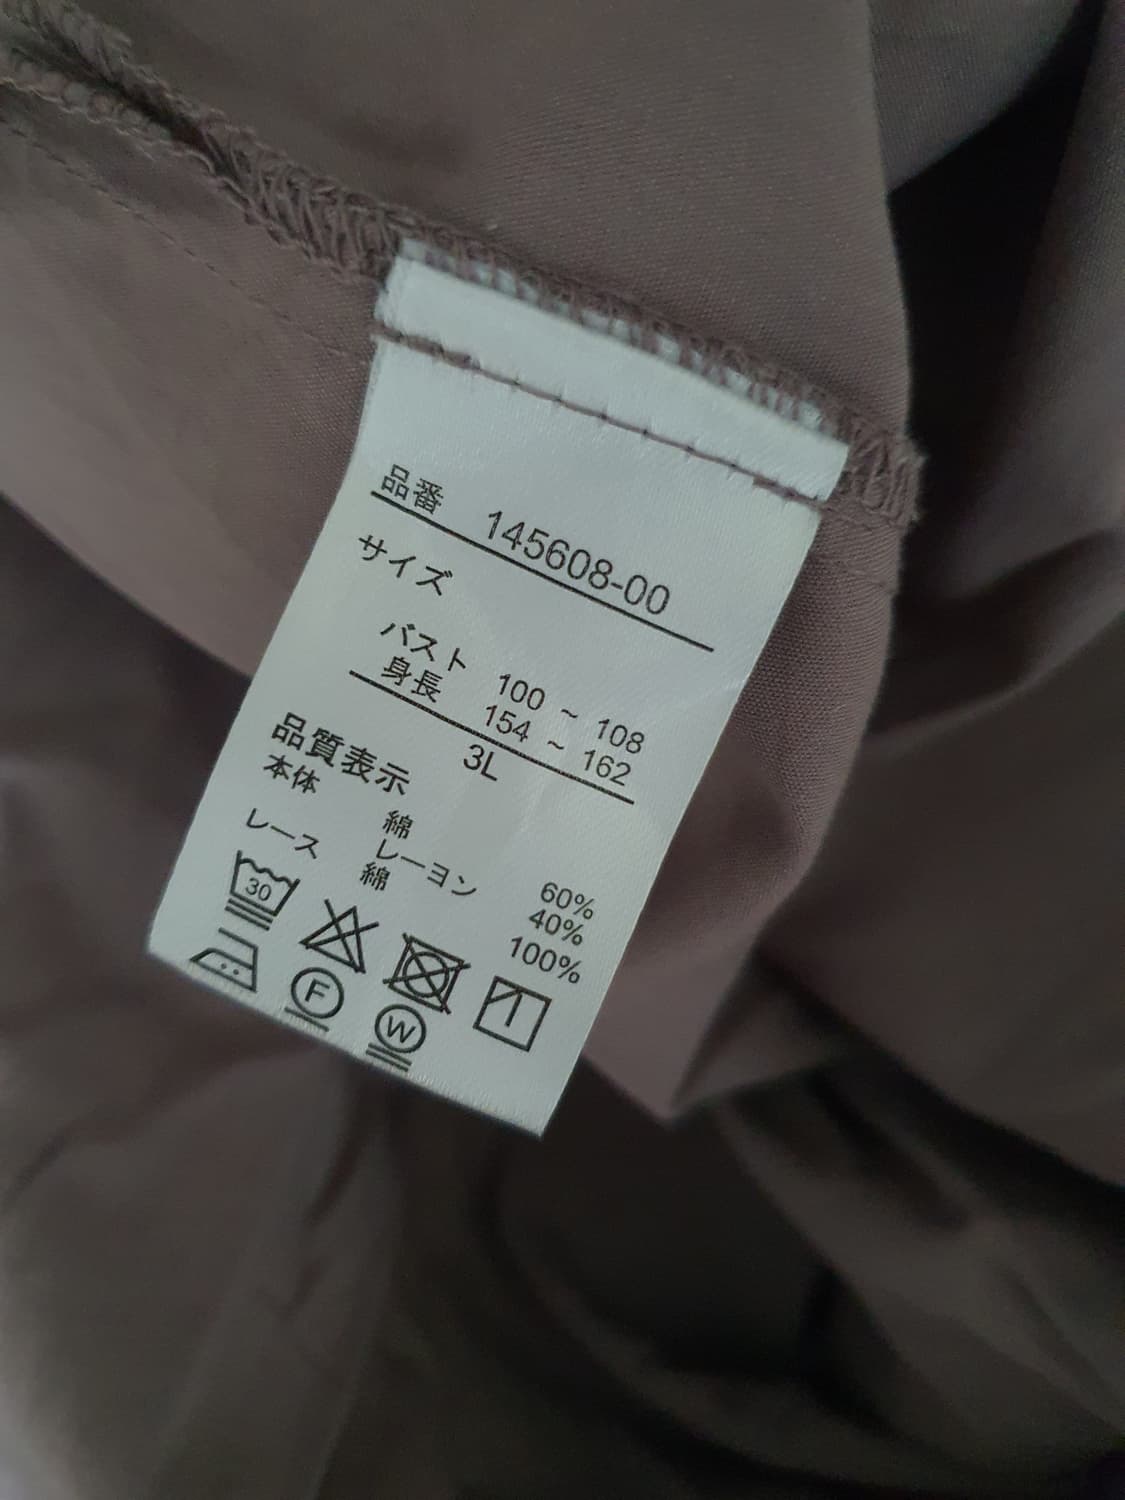 品番 145608-00
サイズ
バスト 100 ~ 108
身長 154 ~ 162
3L
品質表示
本体 綿 60%
レーヨン 40%
レース 綿 100%
30
F
W